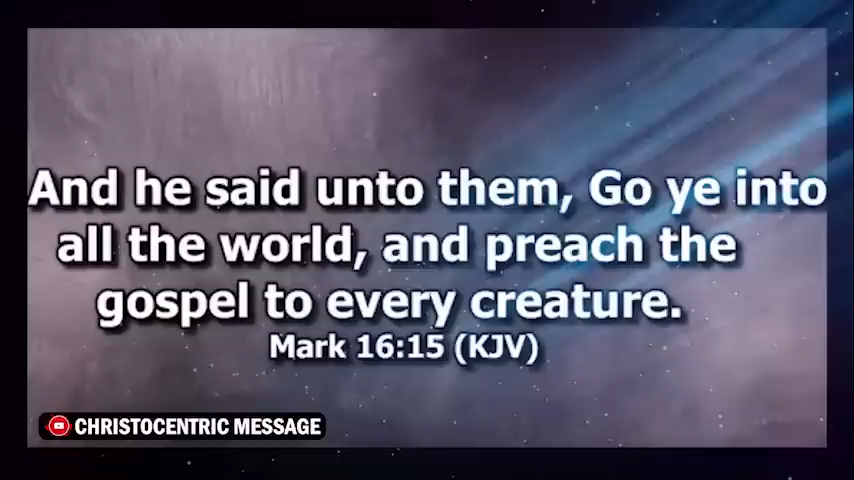 And he said unto them, Go ye into
all the world, and preach the
gospel to every creature.
Mark 16:15 (KJV)
CHRISTOCENTRIC MESSAGE